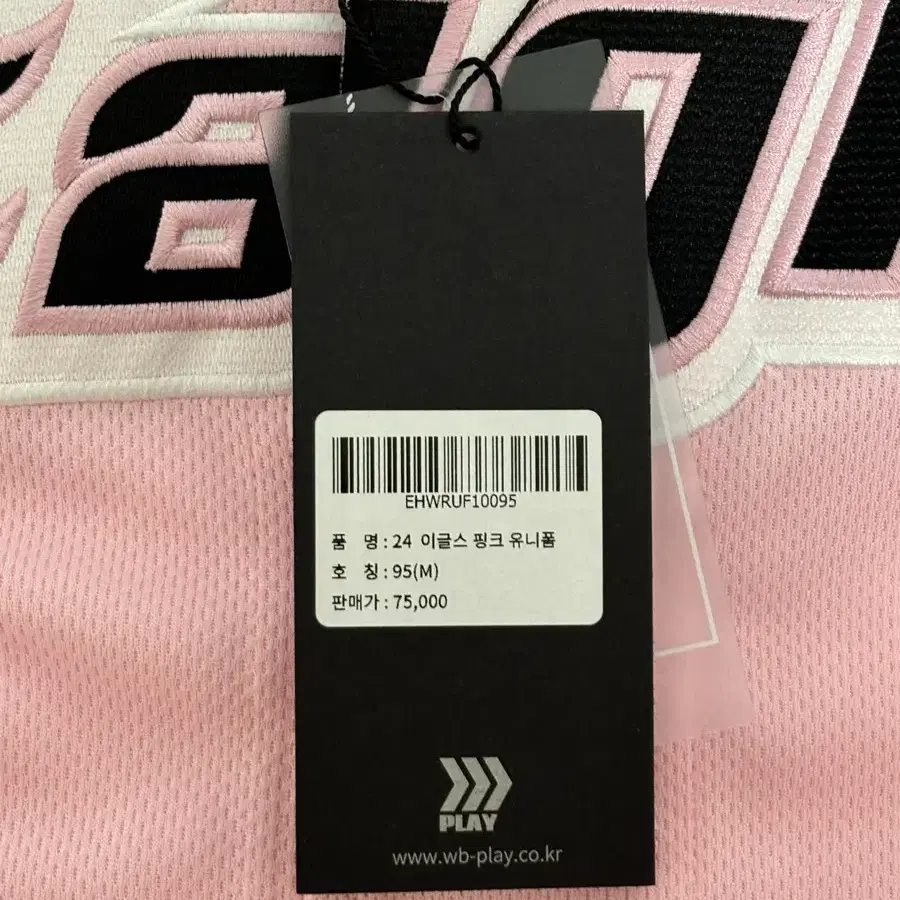 EHWRUF10095
품 명 : 24 이글스 핑크 유니폼
호 칭 : 95(M)
판매가 : 75,000
PLAY
www.wb-play.co.kr